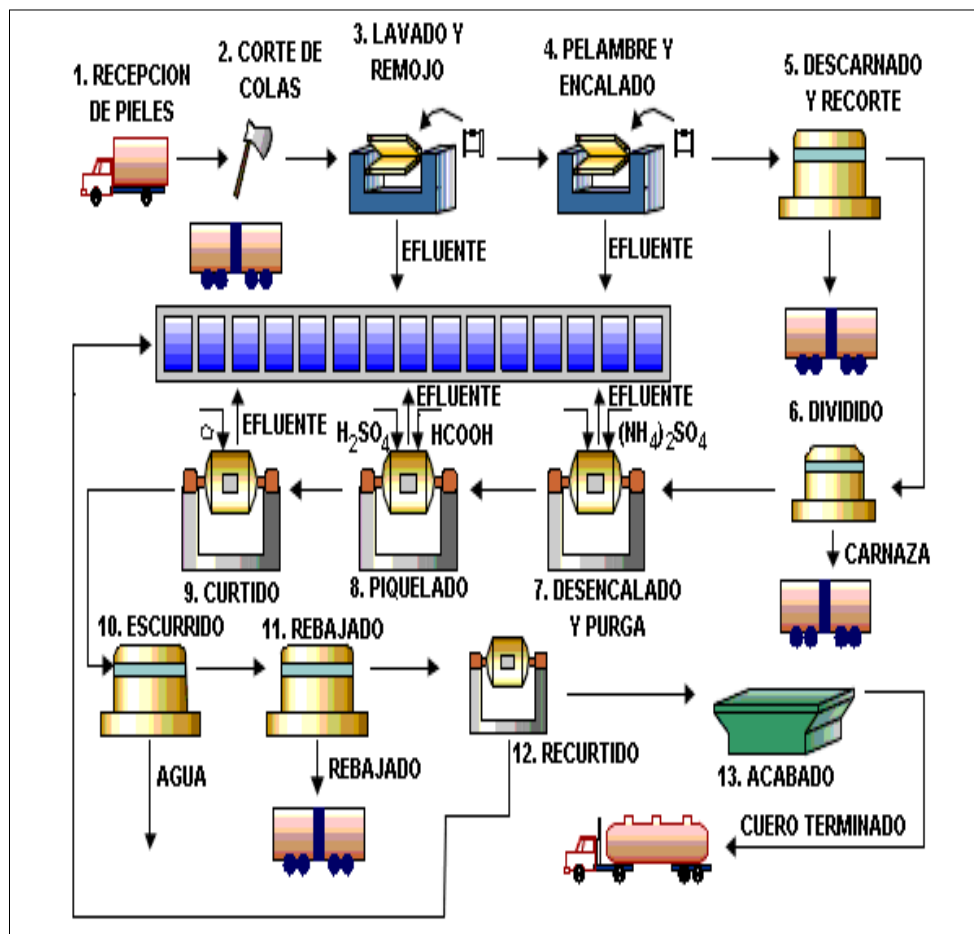 1. RECEPCION
DE PIELES
2. CORTE DE
COLAS
3. LAVADO Y
REMOJO
4. PELAMBRE Y
ENCALADO
5. DESCARNADO
Y RECORTE
EFLUENTE
EFLUENTE
EFLUENTE
H₂SO₄
EFLUENTE
HCOOH
EFLUENTE
(NH₄)₂SO₄
6. DIVIDIDO
CARNAZA
7. DESENCALADO
Y PURGA
8. PIQUELADO
9. CURTIDO
10. ESCURRIDO
11. REBAJADO
AGUA
REBAJADO
12. RECURTIDO
13. ACABADO
CUERO TERMINADO